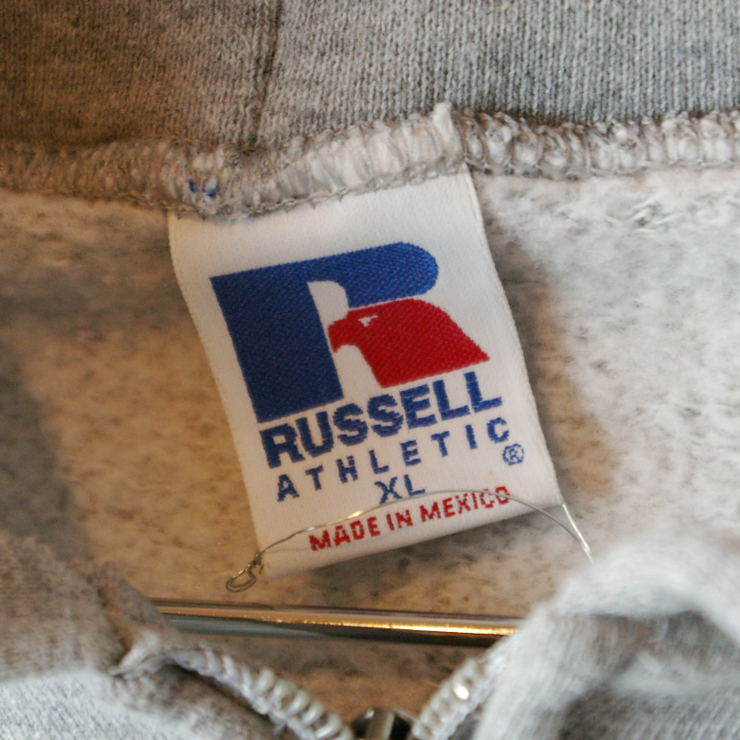 R
RUSSELL
ATHLETIC
®
XL
MADE IN MEXICO